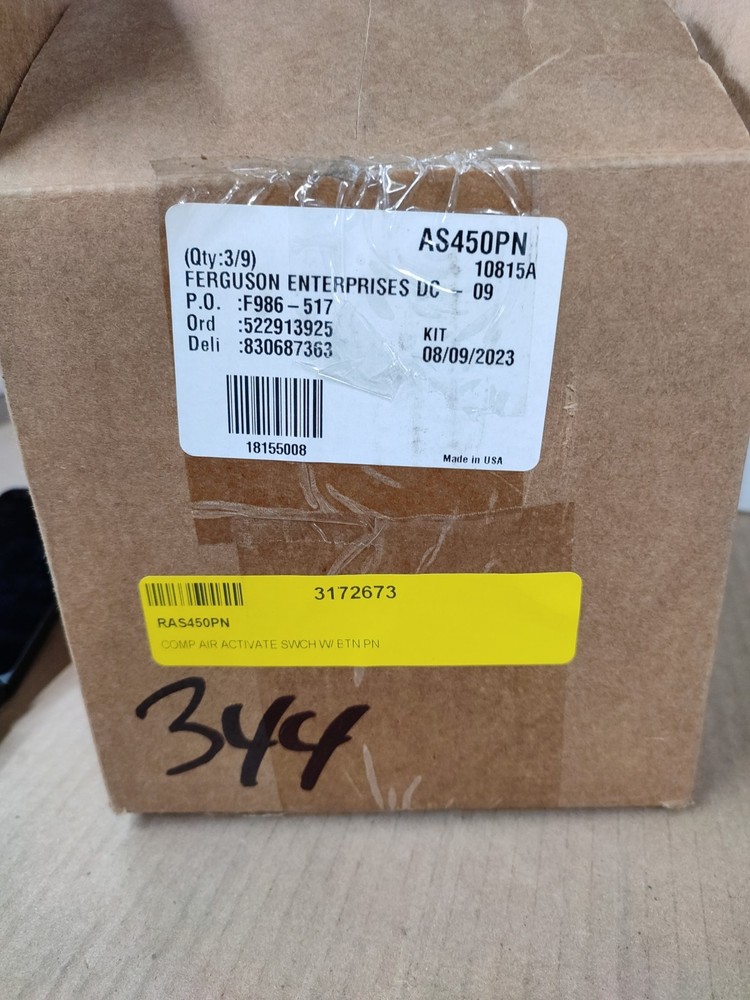 AS450PN
(Qty:3/9)
10815A
FERGUSON ENTERPRISES DC - 09
P.O. :F986-517
Ord :522913925
KIT
Deli :830687363
08/09/2023
18155008
Made in USA
3172673
RAS450PN
COMP AIR ACTIVATE SWCH W/ BTN PN
344